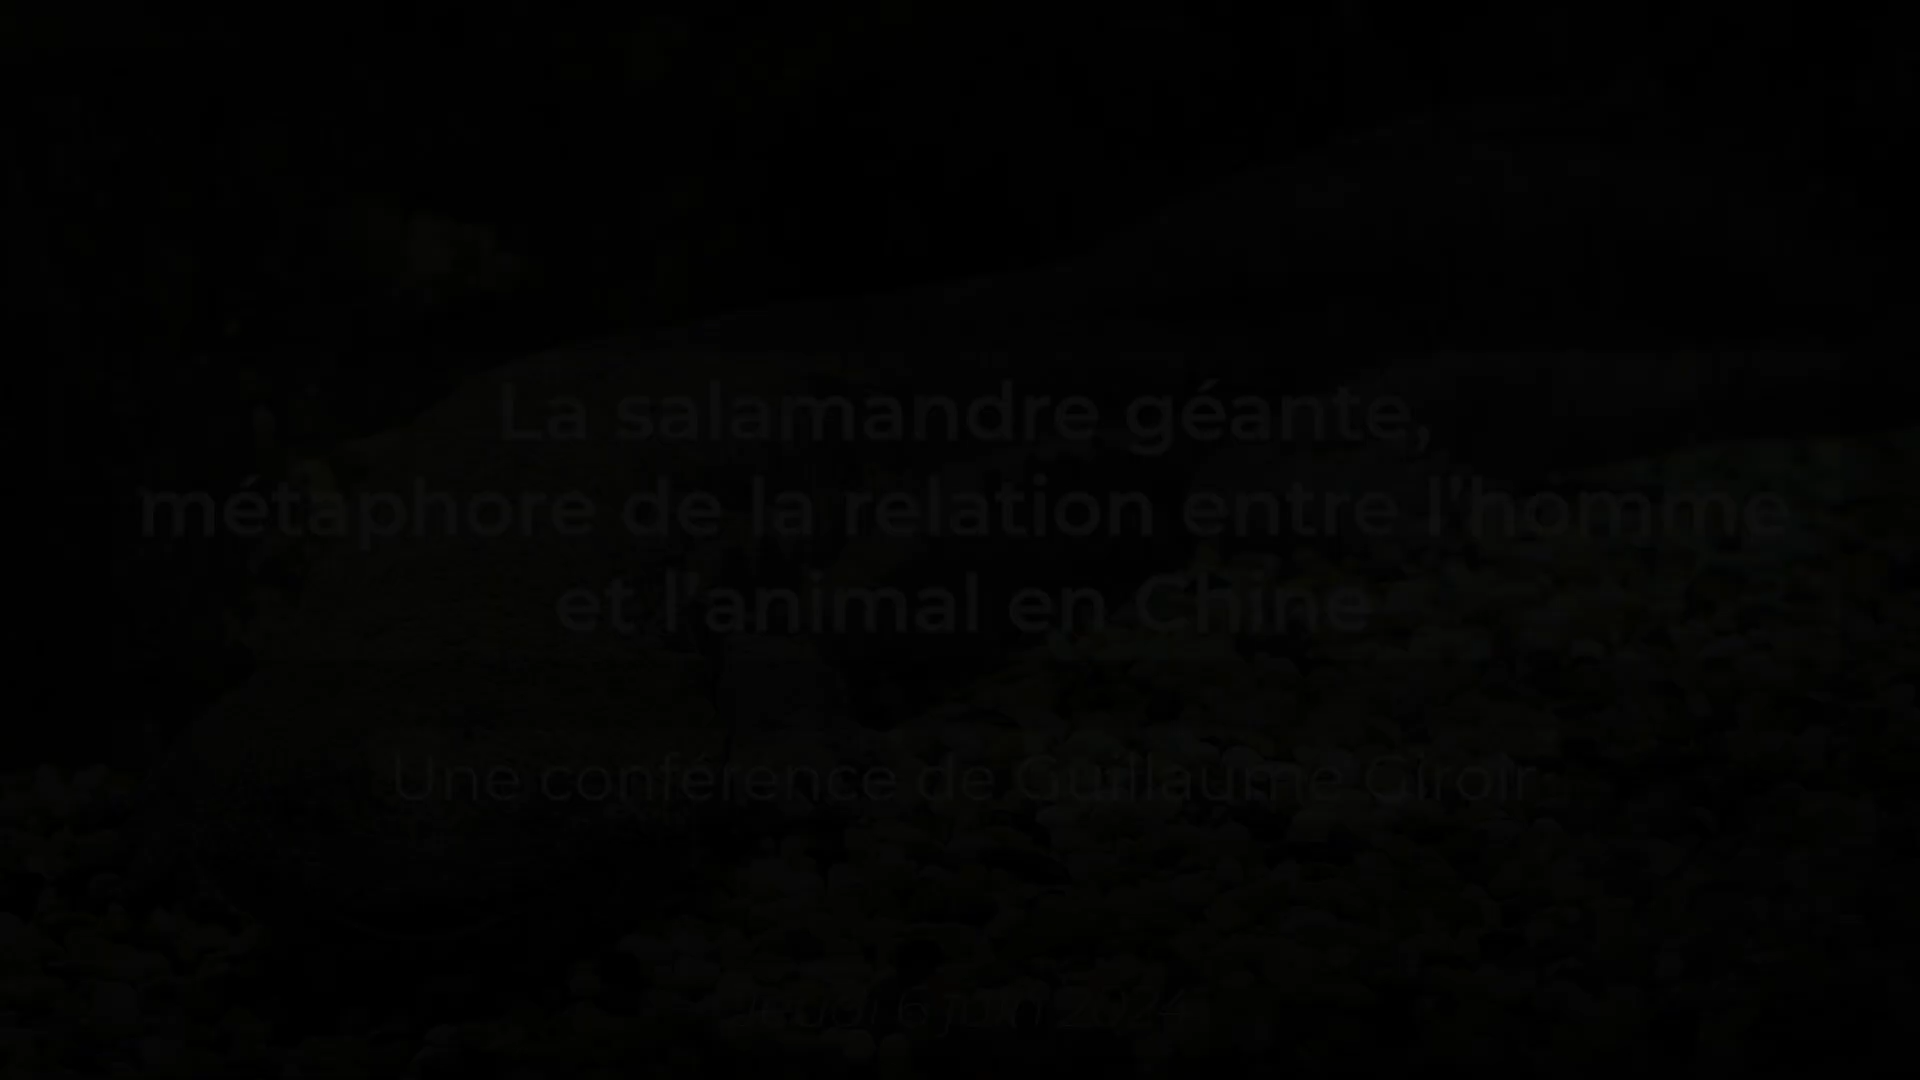 La salamandre géante,
métaphore de la relation entre l'homme
et l'animal en Chine
Une conférence de Guillaume Giroir
Jeudi 6 juin 2024